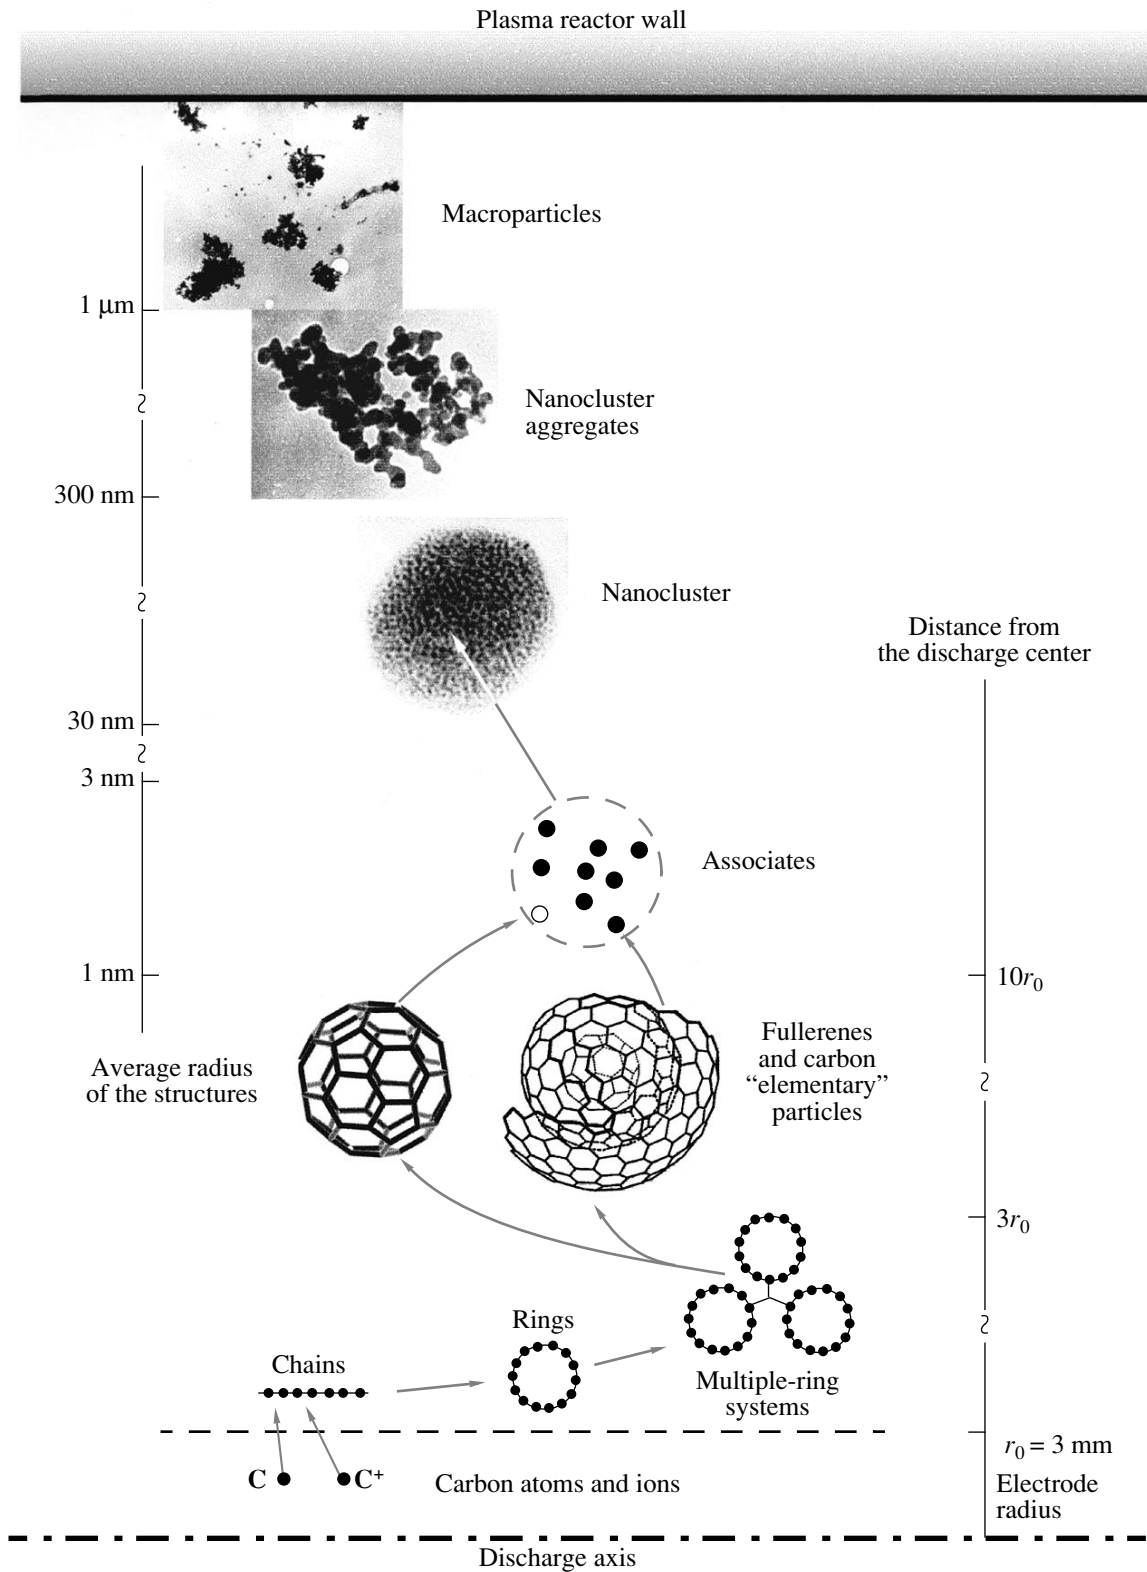 Plasma reactor wall
Macroparticles
1 μm
Nanocluster
aggregates
300 nm
Nanocluster
Distance from
the discharge center
30 nm
3 nm
Associates
1 nm
10r₀
Average radius
of the structures
Fullerenes
and carbon
“elementary”
particles
3r₀
Rings
Chains
Multiple-ring
systems
r₀ = 3 mm
C
C⁺
Carbon atoms and ions
Electrode
radius
Discharge axis